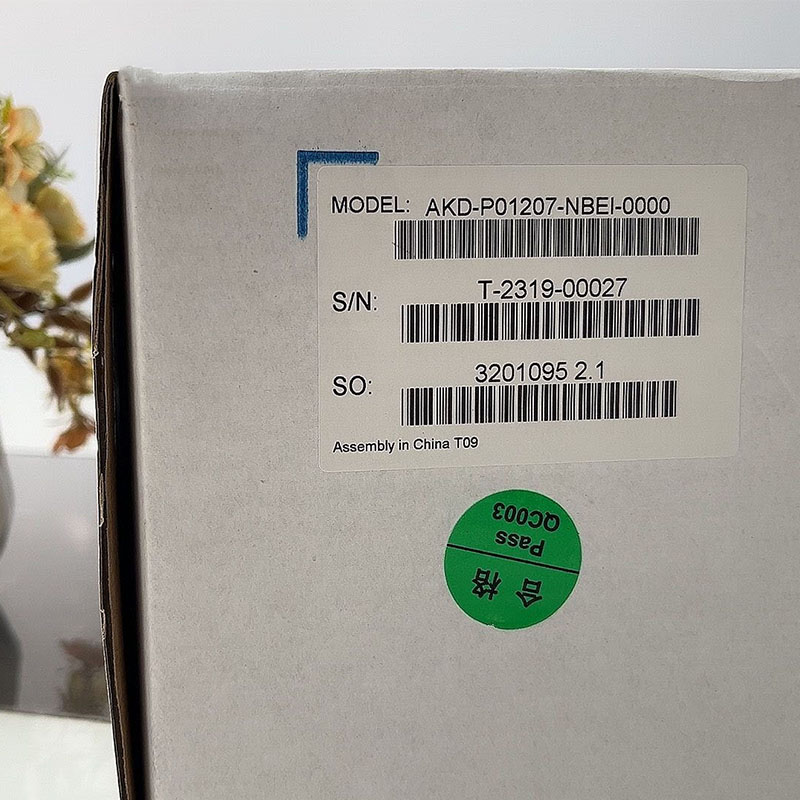 MODEL: AKD-P01207-NBEI-0000
S/N: T-2319-00027
SO: 3201095 2.1
Assembly in China T09
合格
Pass
QC003